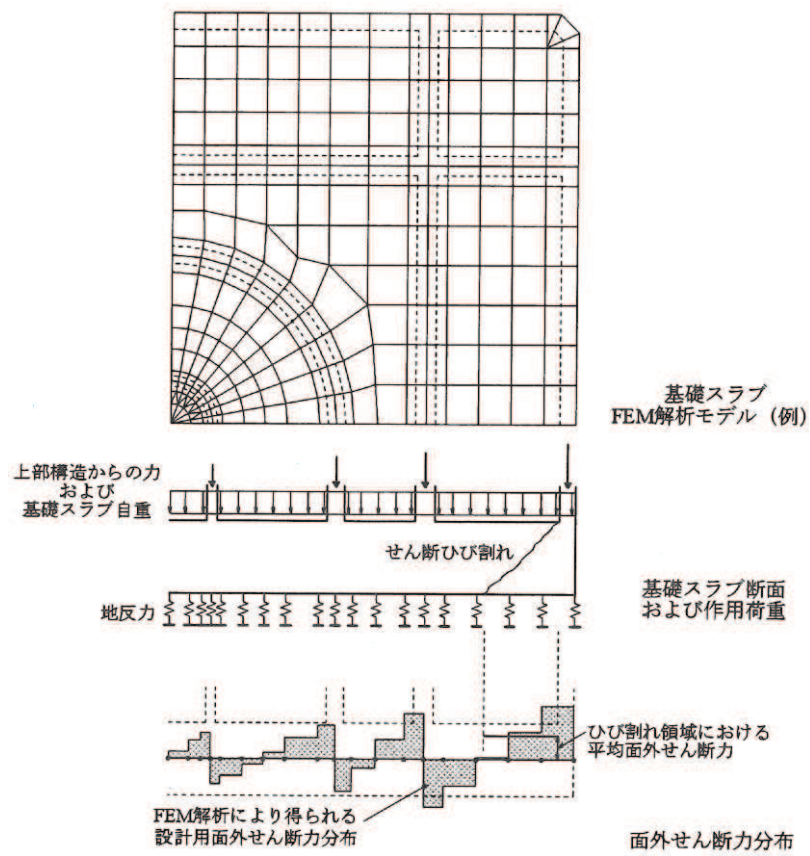 基礎スラブ
FEM解析モデル（例）
上部構造からの力
および
基礎スラブ自重
せん断ひび割れ
地反力
基礎スラブ断面
および作用荷重
ひび割れ領域における
平均面外せん断力
FEM解析により得られる
設計用面外せん断力分布
面外せん断力分布